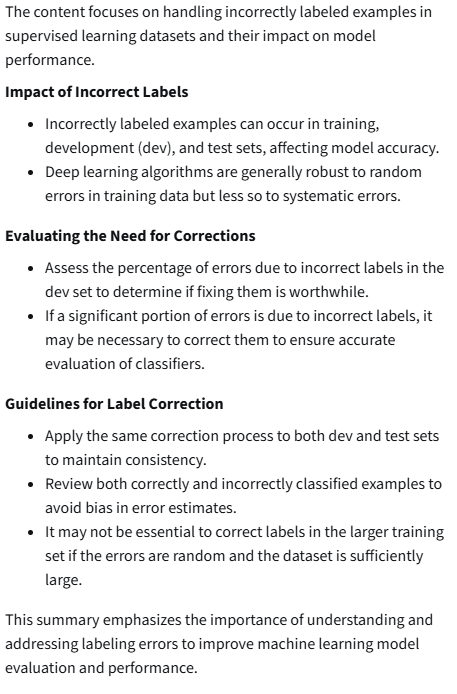 The content focuses on handling incorrectly labeled examples in
supervised learning datasets and their impact on model
performance.
Impact of Incorrect Labels
• Incorrectly labeled examples can occur in training,
development (dev), and test sets, affecting model accuracy.
• Deep learning algorithms are generally robust to random
errors in training data but less so to systematic errors.
Evaluating the Need for Corrections
• Assess the percentage of errors due to incorrect labels in the
dev set to determine if fixing them is worthwhile.
• If a significant portion of errors is due to incorrect labels, it
may be necessary to correct them to ensure accurate
evaluation of classifiers.
Guidelines for Label Correction
• Apply the same correction process to both dev and test sets
to maintain consistency.
• Review both correctly and incorrectly classified examples to
avoid bias in error estimates.
• It may not be essential to correct labels in the larger training
set if the errors are random and the dataset is sufficiently
large.
This summary emphasizes the importance of understanding and
addressing labeling errors to improve machine learning model
evaluation and performance.